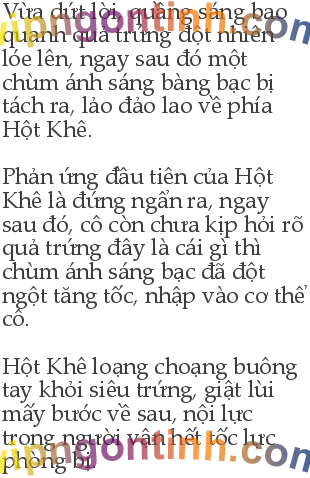 Vừa dứt lời, quầng sáng bao
quanh quả trứng đột nhiên
lóe lên, ngay sau đó một
chùm ánh sáng bàng bạc bị
tách ra, lảo đảo lao về phía
Hột Khê.
Phản ứng đầu tiên của Hột
Khê là đứng ngẩn ra, ngay
sau đó, cô còn chưa kịp hỏi rõ
quả trứng đây là cái gì thì
chùm ánh sáng bạc đã đột
ngột tăng tốc, nhập vào cơ thể
cô.
Hột Khê loạng choạng buông
tay khỏi siêu trứng, giật lùi
mấy bước về sau, nội lực
trong người vận hết tốc lực
phòng bị.
vipngontinh.com
vipngontinh.com